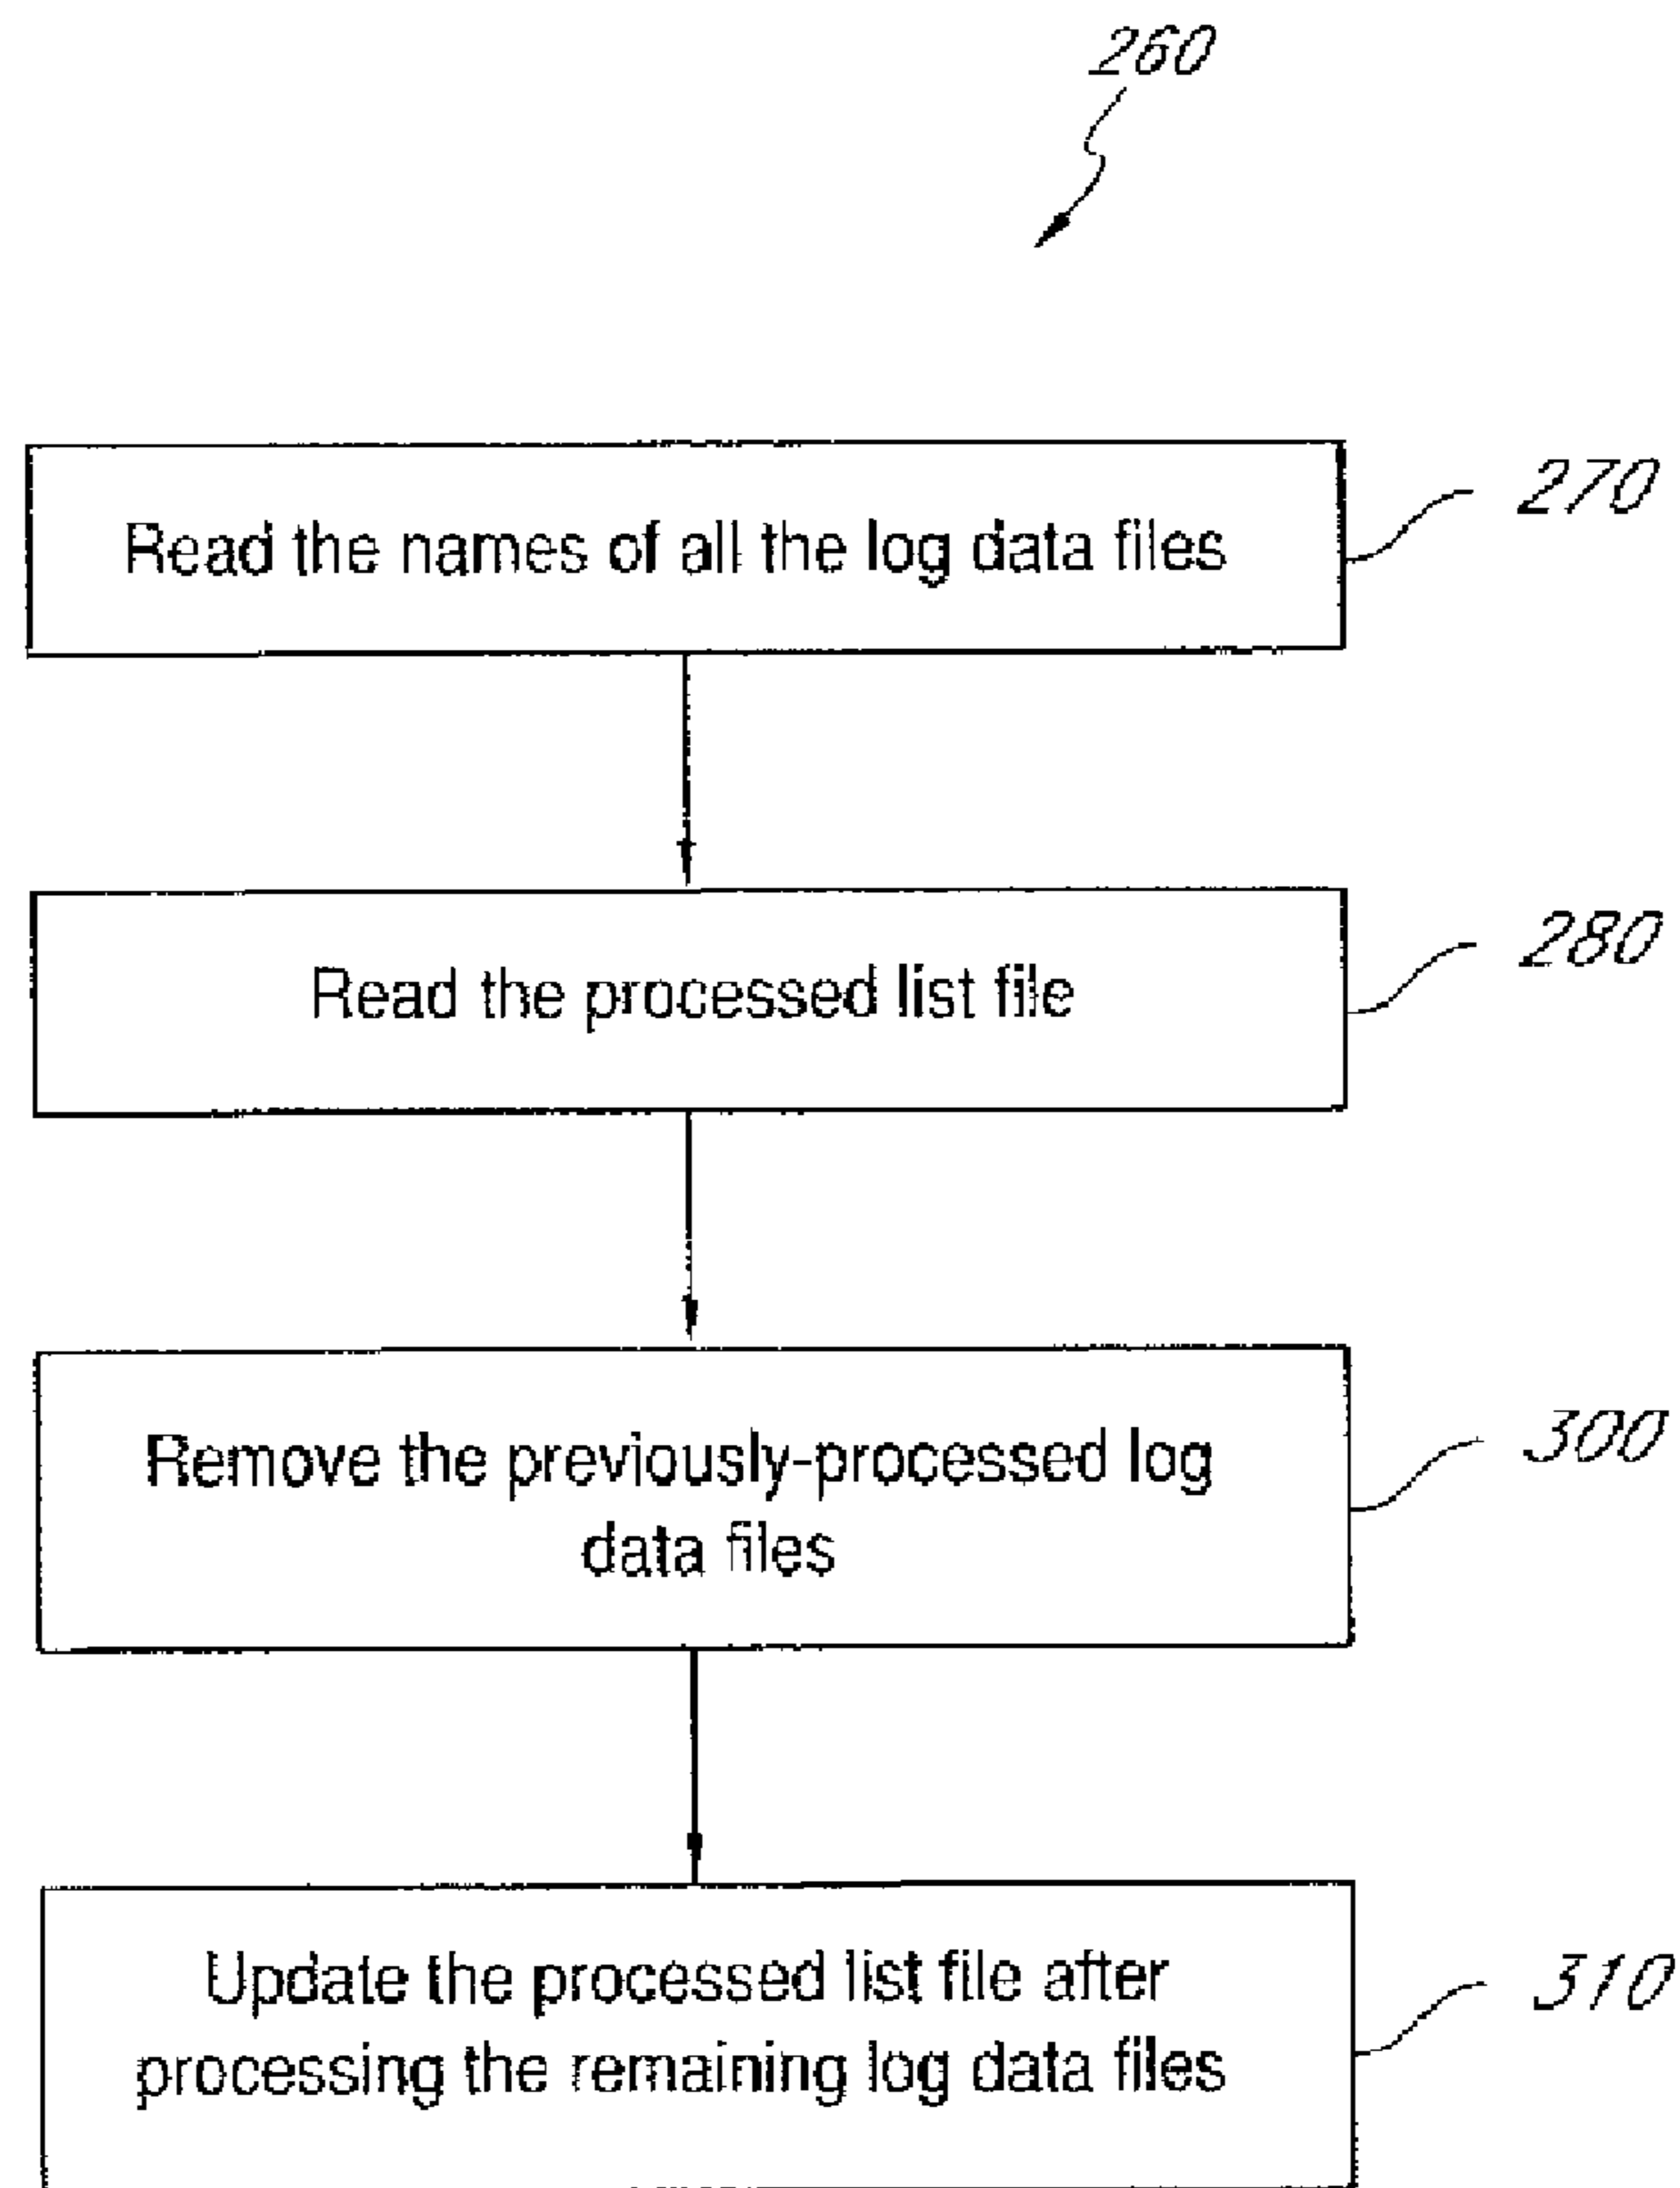 260
Read the names of all the log data files
270
Read the processed list file
280
Remove the previously-processed log
data files
300
Update the processed list file after
processing the remaining log data files
310